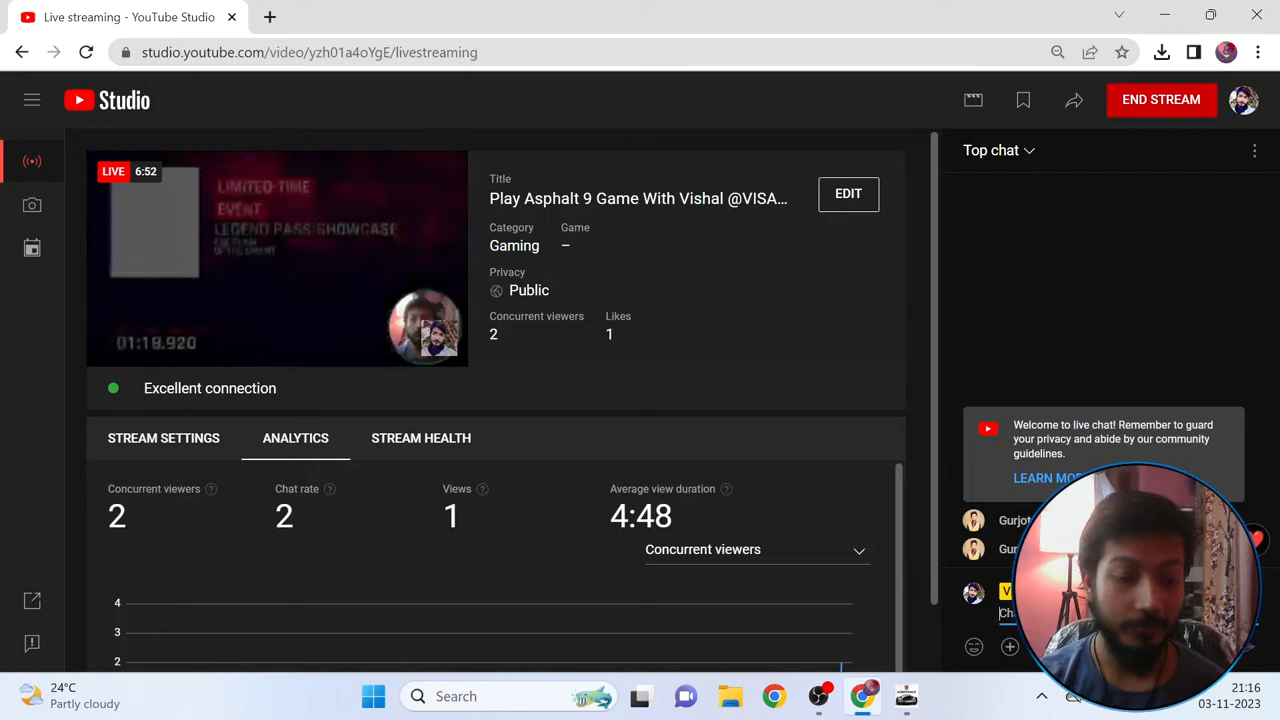 Live streaming - YouTube Studio
studio.youtube.com/video/yzh01a4oYgE/livestreaming
Studio
END STREAM
LIVE 6:52
LIMITED-TIME
EVENT
LEGEND PASS SHOWCASE
01:18.920
Title
Play Asphalt 9 Game With Vishal @VISA...
EDIT
Category Game
Gaming –
Privacy
Public
Concurrent viewers Likes
2 1
Excellent connection
STREAM SETTINGS ANALYTICS STREAM HEALTH
Concurrent viewers Chat rate Views Average view duration
2 2 1 4:48
Concurrent viewers
4
3
2
Top chat
Welcome to live chat! Remember to guard
your privacy and abide by our community
guidelines.
LEARN MO
Gurjot
Gur
V
Ch
24°C
Partly cloudy
Search
21:16
03-11-2023